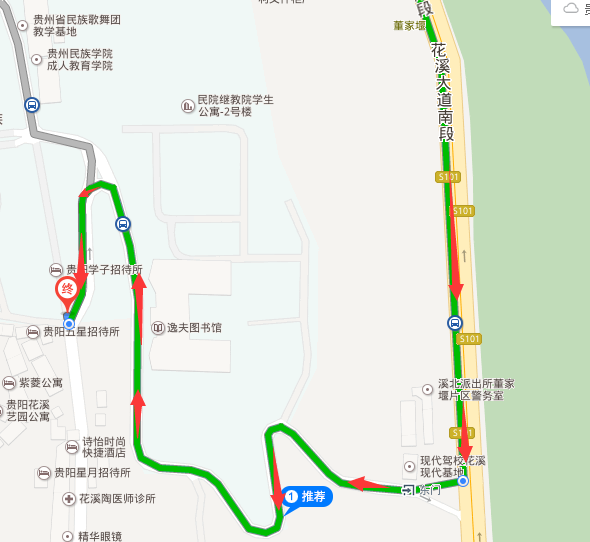 贵州省民族歌舞团
教学基地
贵州民族学院
成人教育学院
董家堰
段
花溪大道南段
民院继教院学生
公寓-2号楼
S101
S101
贵阳学子招待所
终
贵阳五星招待所
逸夫图书馆
S101
紫菱公寓
溪北派出所董家
堰片区警务室
贵阳花溪
艺园公寓
S101
诗怡时尚
快捷酒店
现代驾校花溪
现代基地
贵阳星月招待所
东门
1 推荐
花溪陶医师诊所
精华眼镜
S101